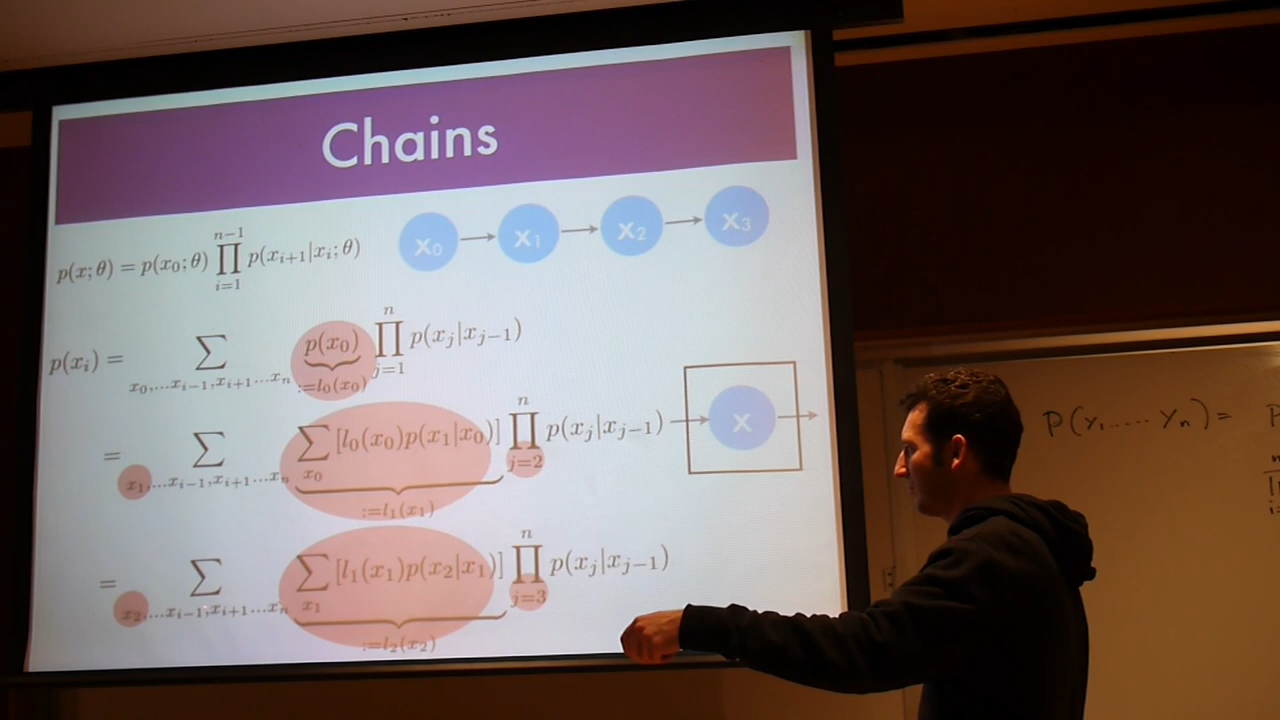 Chains
p(x; θ) = p(x₀; θ) ∏_{i=1}^{n−1} p(x_{i+1}|x_i; θ)
x₀ → x₁ → x₂ → x₃
p(x_i) = ∑_{x₀,…x_{i−1},x_{i+1}…x_n} p(x₀) ∏_{j=1}^{n} p(x_j|x_{j−1})
:=l₀(x₀)
= ∑_{x₁,…x_{i−1},x_{i+1}…x_n} ∑_{x₀} [l₀(x₀)p(x₁|x₀)] ∏_{j=2}^{n} p(x_j|x_{j−1})
:=l₁(x₁)
x
= ∑_{x₂,…x_{i−1},x_{i+1}…x_n} ∑_{x₁} [l₁(x₁)p(x₂|x₁)] ∏_{j=3}^{n} p(x_j|x_{j−1})
:=l₂(x₂)
P(Y₁..... Y_n) =